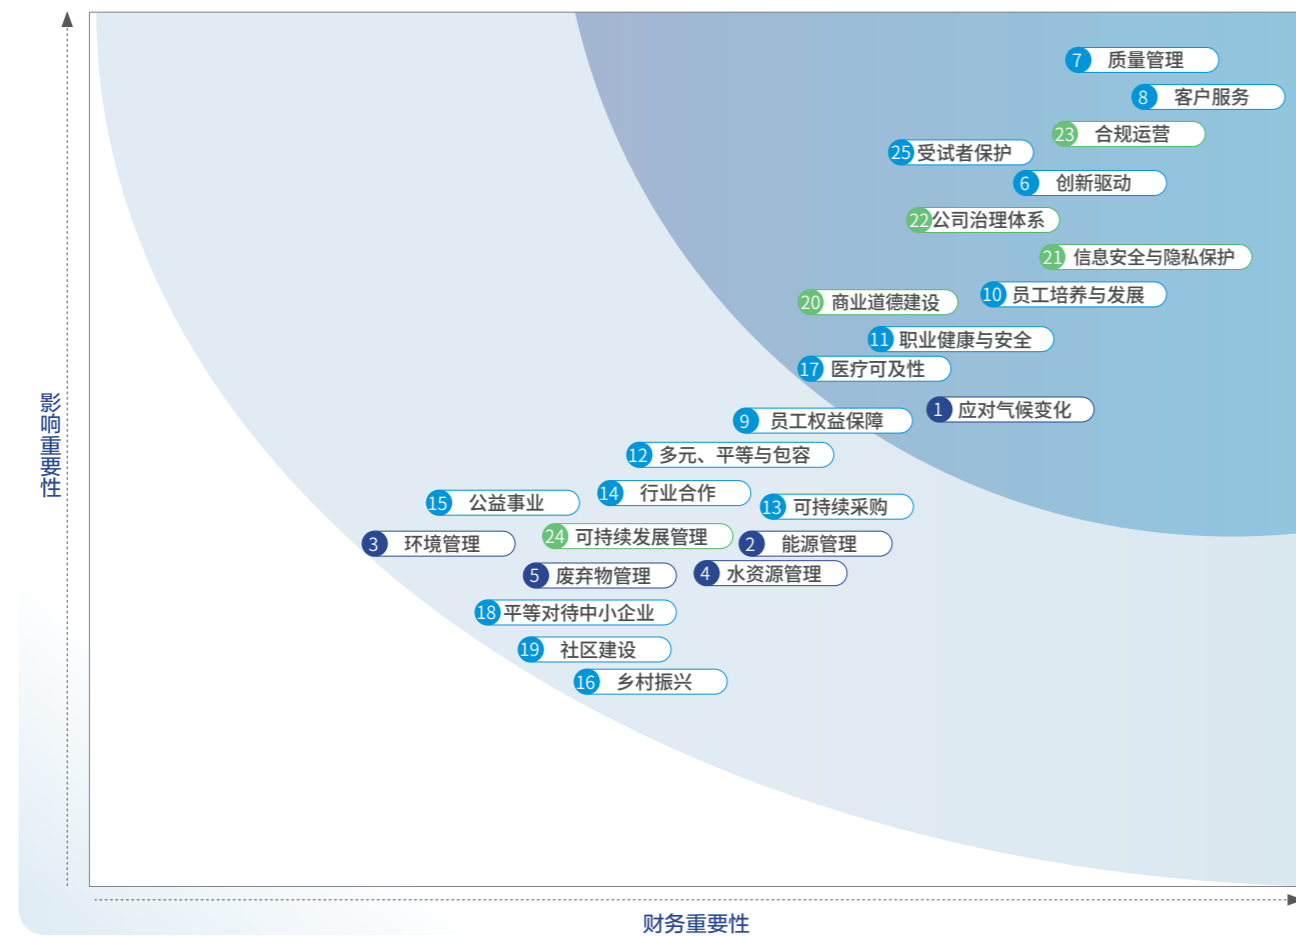 7 质量管理
8 客户服务
23 合规运营
25 受试者保护
6 创新驱动
22 公司治理体系
21 信息安全与隐私保护
10 员工培养与发展
20 商业道德建设
11 职业健康与安全
17 医疗可及性
1 应对气候变化
9 员工权益保障
12 多元、平等与包容
14 行业合作
15 公益事业
13 可持续采购
24 可持续发展管理
3 环境管理
2 能源管理
5 废弃物管理
4 水资源管理
18 平等对待中小企业
19 社区建设
16 乡村振兴
影响重要性
财务重要性